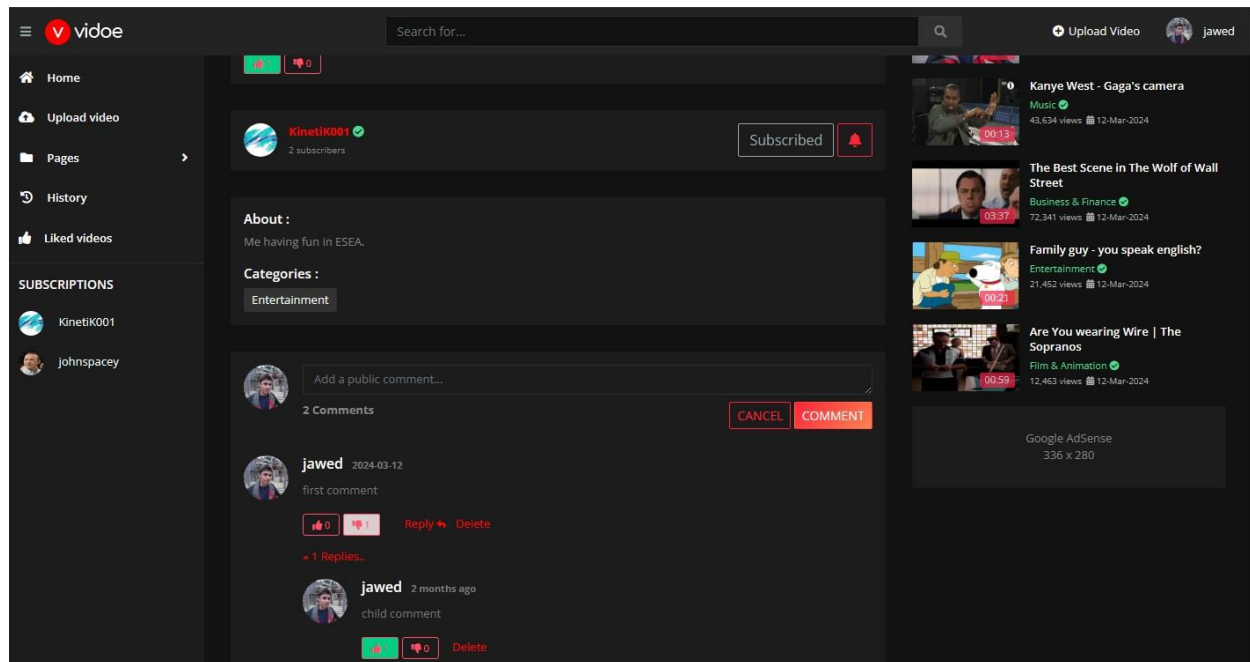 vidoe
Search for...
Upload Video
jawed
Home
Upload video
Pages
History
Liked videos
SUBSCRIPTIONS
KinetiK001
johnspacey
0
KinetiK001
2 subscribers
Subscribed
About :
Me having fun in ESEA.
Categories :
Entertainment
Add a public comment...
2 Comments
CANCEL COMMENT
jawed 2024-03-12
first comment
0 1 Reply Delete
1 Replies..
jawed 2 months ago
child comment
0 Delete
Kanye West - Gaga's camera
Music
43,634 views 12-Mar-2024
00:13
The Best Scene in The Wolf of Wall
Street
Business & Finance
72,341 views 12-Mar-2024
03:37
Family guy - you speak english?
Entertainment
21,452 views 12-Mar-2024
00:21
Are You wearing Wire | The
Sopranos
Film & Animation
12,463 views 12-Mar-2024
00:59
Google AdSense
336 x 280